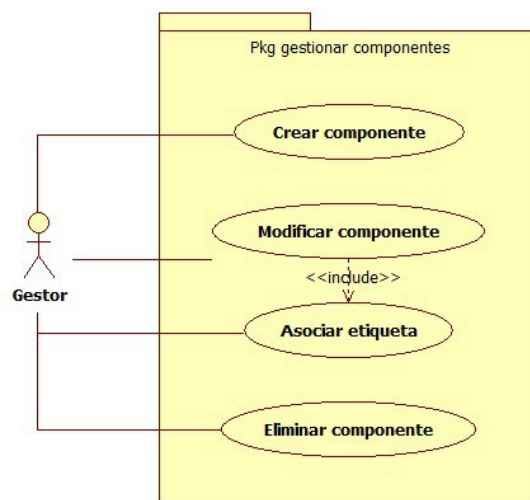 Pkg gestionar componentes
Crear componente
Modificar componente
<<include>>
Gestor
Asociar etiqueta
Eliminar componente